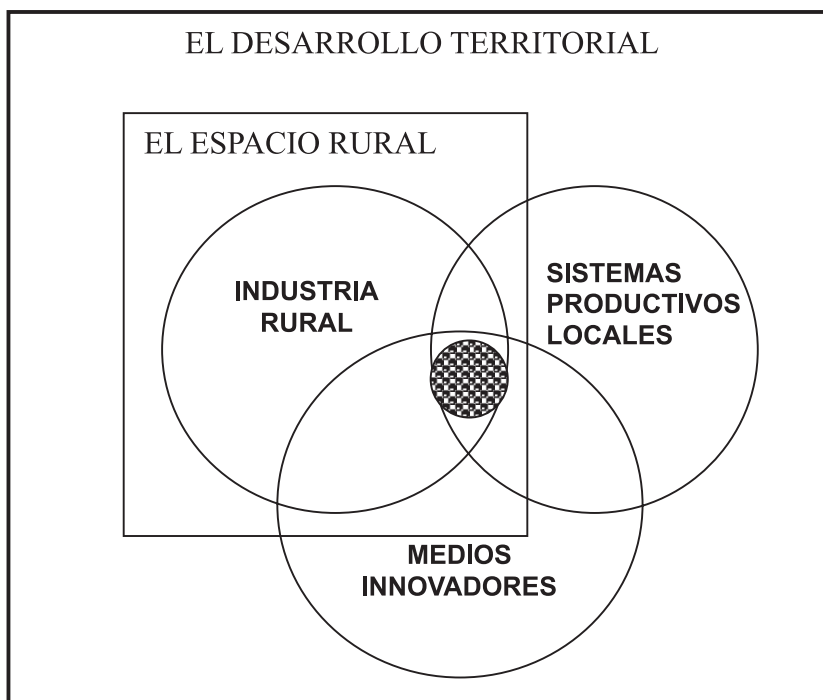 EL DESARROLLO TERRITORIAL
EL ESPACIO RURAL
INDUSTRIA
RURAL
SISTEMAS
PRODUCTIVOS
LOCALES
MEDIOS
INNOVADORES